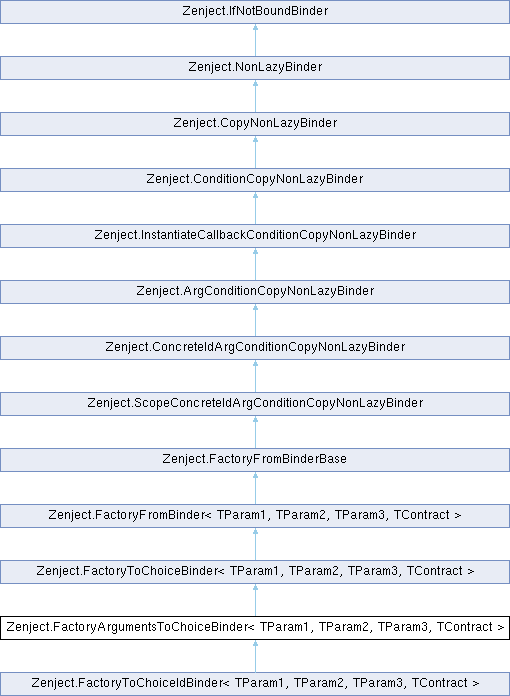 Zenject.IfNotBoundBinder
Zenject.NonLazyBinder
Zenject.CopyNonLazyBinder
Zenject.ConditionCopyNonLazyBinder
Zenject.InstantiateCallbackConditionCopyNonLazyBinder
Zenject.ArgConditionCopyNonLazyBinder
Zenject.ConcreteIdArgConditionCopyNonLazyBinder
Zenject.ScopeConcreteIdArgConditionCopyNonLazyBinder
Zenject.FactoryFromBinderBase
Zenject.FactoryFromBinder< TParam1, TParam2, TParam3, TContract >
Zenject.FactoryToChoiceBinder< TParam1, TParam2, TParam3, TContract >
Zenject.FactoryArgumentsToChoiceBinder< TParam1, TParam2, TParam3, TContract >
Zenject.FactoryToChoiceIdBinder< TParam1, TParam2, TParam3, TContract >